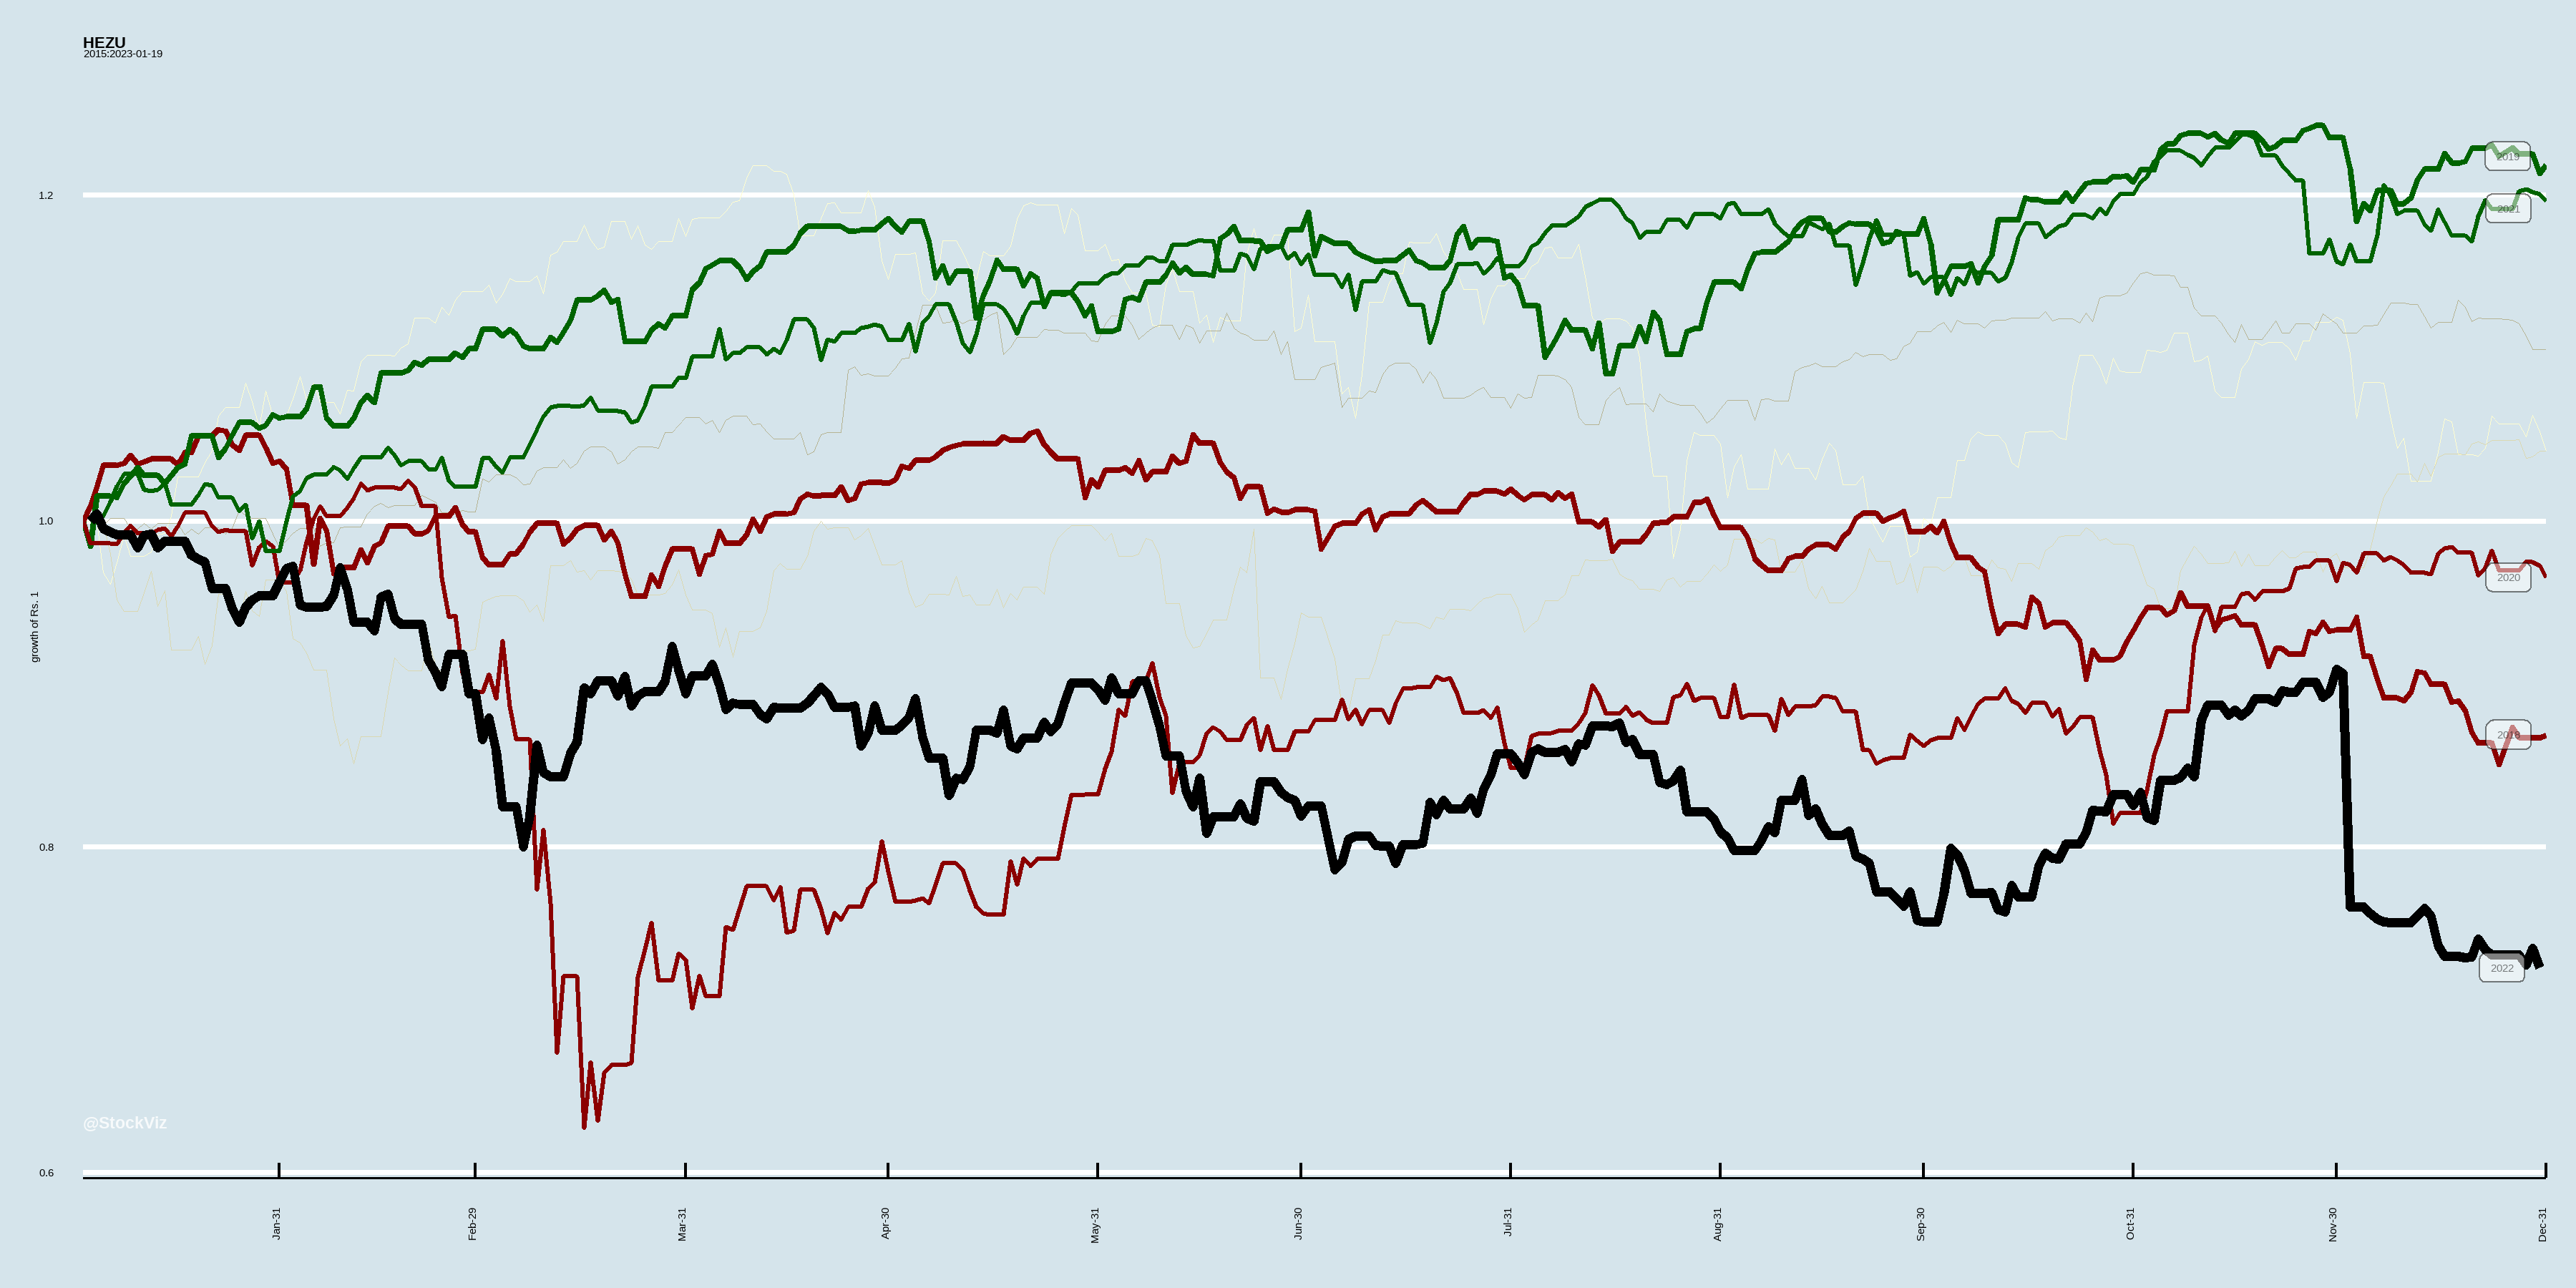 HEZU
2015:2023-01-19
1.2
1.0
0.8
0.6
growth of Rs. 1
2019
2021
2020
2018
2022
@StockViz
Jan-31
Feb-29
Mar-31
Apr-30
May-31
Jun-30
Jul-31
Aug-31
Sep-30
Oct-31
Nov-30
Dec-31